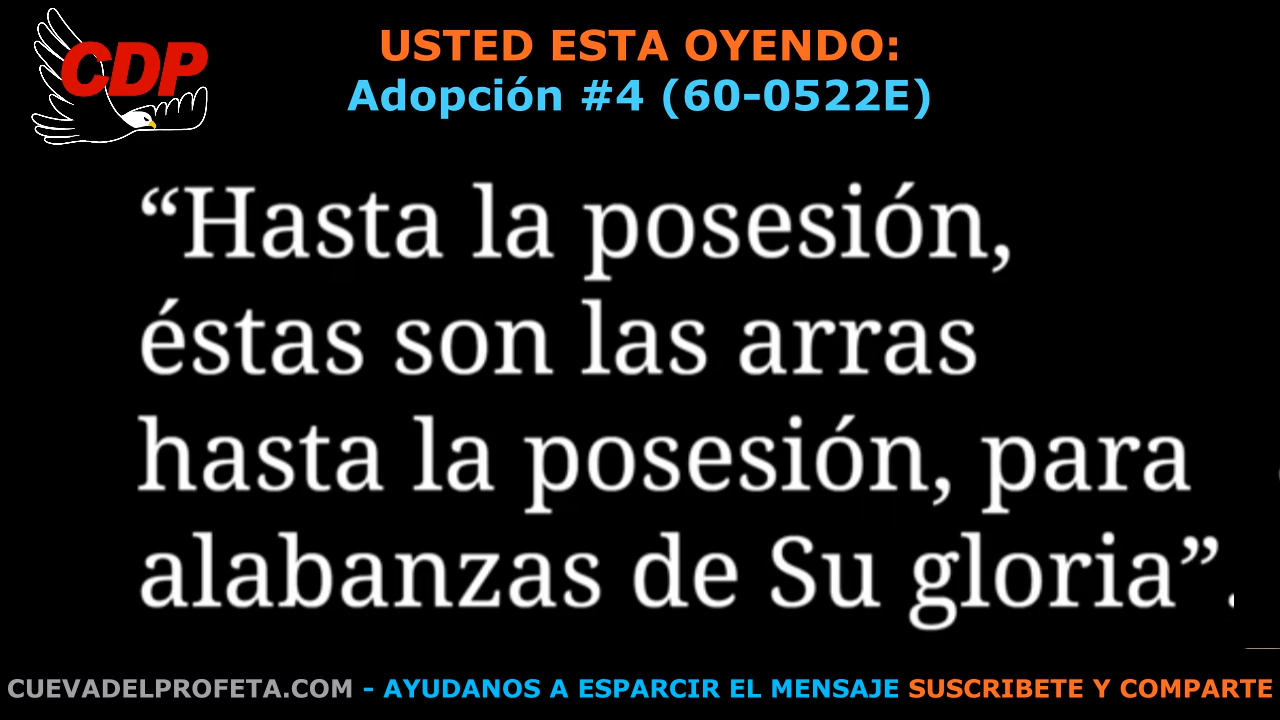 CDP
USTED ESTA OYENDO:
Adopción #4 (60-0522E)
“Hasta la posesión,
éstas son las arras
hasta la posesión, para
alabanzas de Su gloria”.
CUEVADELPROFETA.COM - AYUDANOS A ESPARCIR EL MENSAJE SUSCRIBETE Y COMPARTE